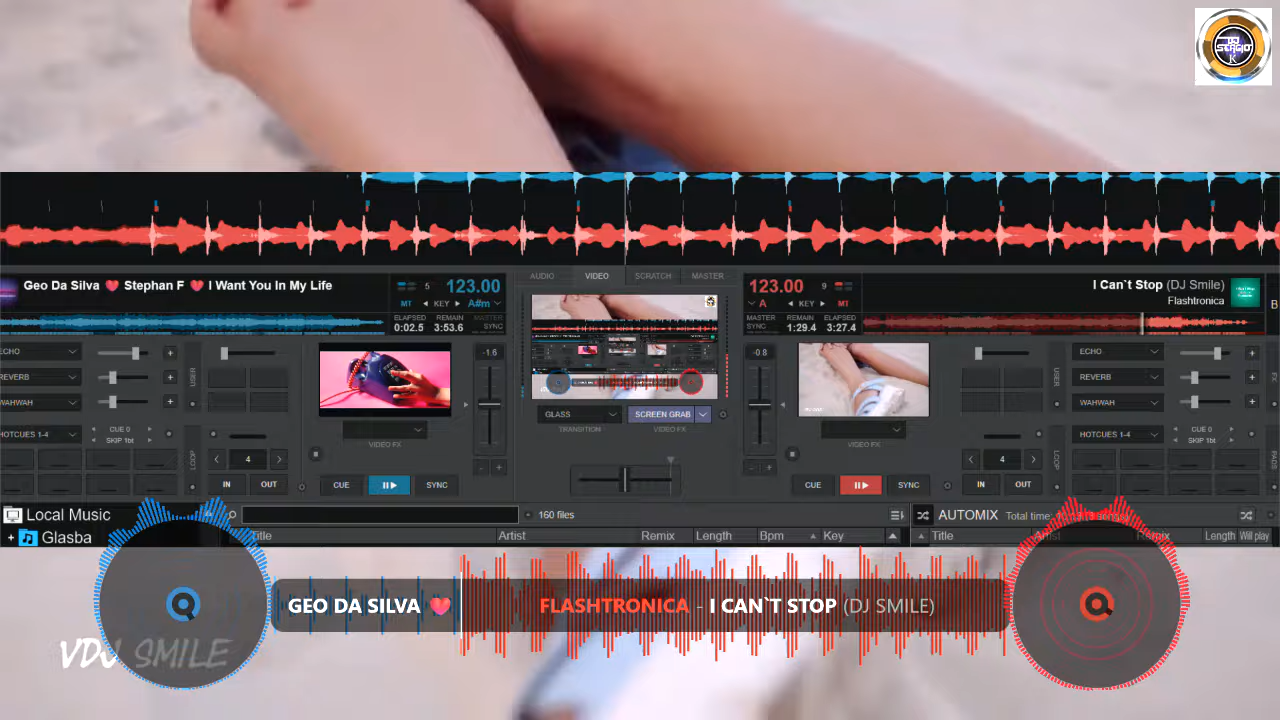 DJ
SERGIO
K
Geo Da Silva ❤ Stephan F ❤ I Want You In My Life
5
123.00
MT
KEY
A#m
ELAPSED
REMAIN
MASTER
SYNC
0:02.5
3:53.6
AUDIO
VIDEO
SCRATCH
MASTER
123.00
9
A
KEY
MT
MASTER
SYNC
ELAPSED
REMAIN
1:29.4
3:27.4
I Can`t Stop (DJ Smile)
Flashtronica
B
ECHO
REVERB
WAHWAH
HOTCUES 1-4
CUE 0
SKIP 1bt
USER
LOOP
4
IN
OUT
VIDEO FX
CUE
SYNC
-1.6
GLASS
TRANSITION
SCREEN GRAB
VIDEO FX
-0.8
VIDEO FX
CUE
SYNC
4
IN
OUT
USER
LOOP
ECHO
REVERB
WAHWAH
HOTCUES 1-4
CUE 0
SKIP 1bt
FX
PADS
Local Music
160 files
AUTOMIX
Total time:
+ Glasba
Title
Artist
Remix
Length
Bpm
Key
Title
Artist
Remix
Length
Will play
GEO DA SILVA ❤
FLASHTRONICA - I CAN`T STOP (DJ SMILE)
VDJ SMILE